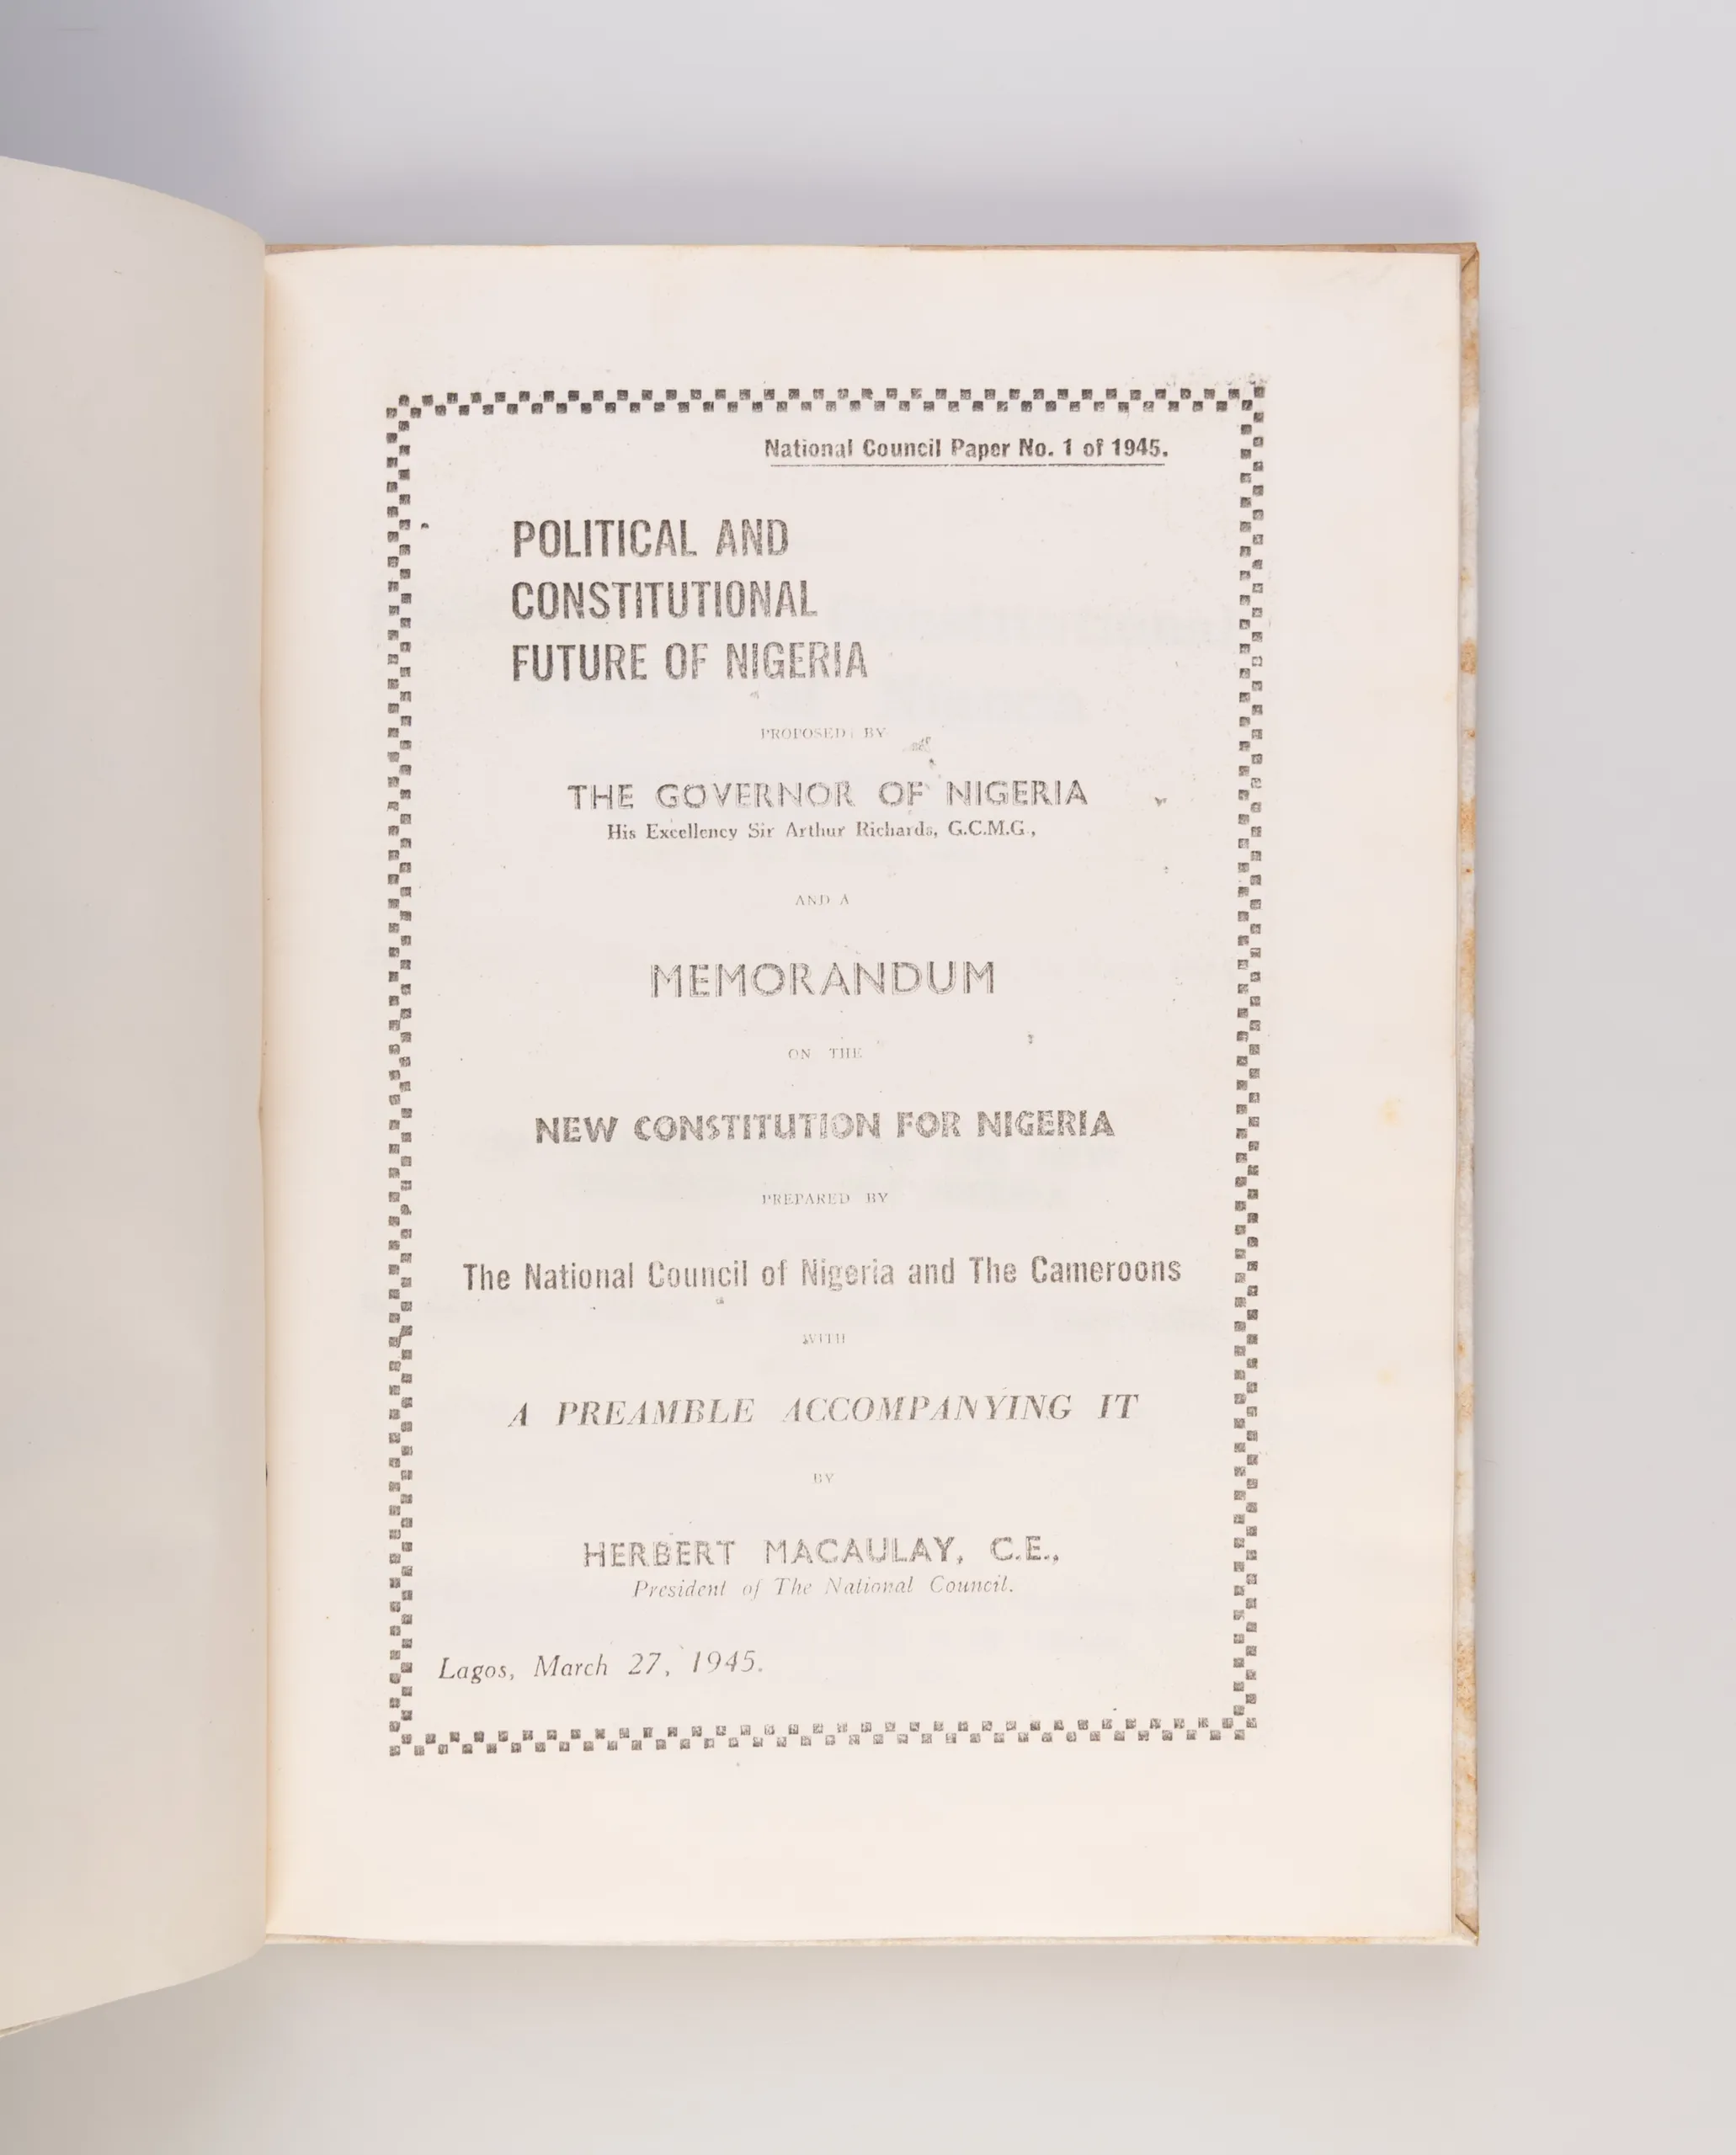 National Council Paper No. 1 of 1945.
POLITICAL AND
CONSTITUTIONAL
FUTURE OF NIGERIA
PROPOSED BY
THE GOVERNOR OF NIGERIA
His Excellency Sir Arthur Richards, G.C.M.G.,
AND A
MEMORANDUM
ON THE
NEW CONSTITUTION FOR NIGERIA
PREPARED BY
The National Council of Nigeria and The Cameroons
WITH
A PREAMBLE ACCOMPANYING IT
BY
HERBERT MACAULAY, C.E.,
President of The National Council.
Lagos, March 27, 1945.